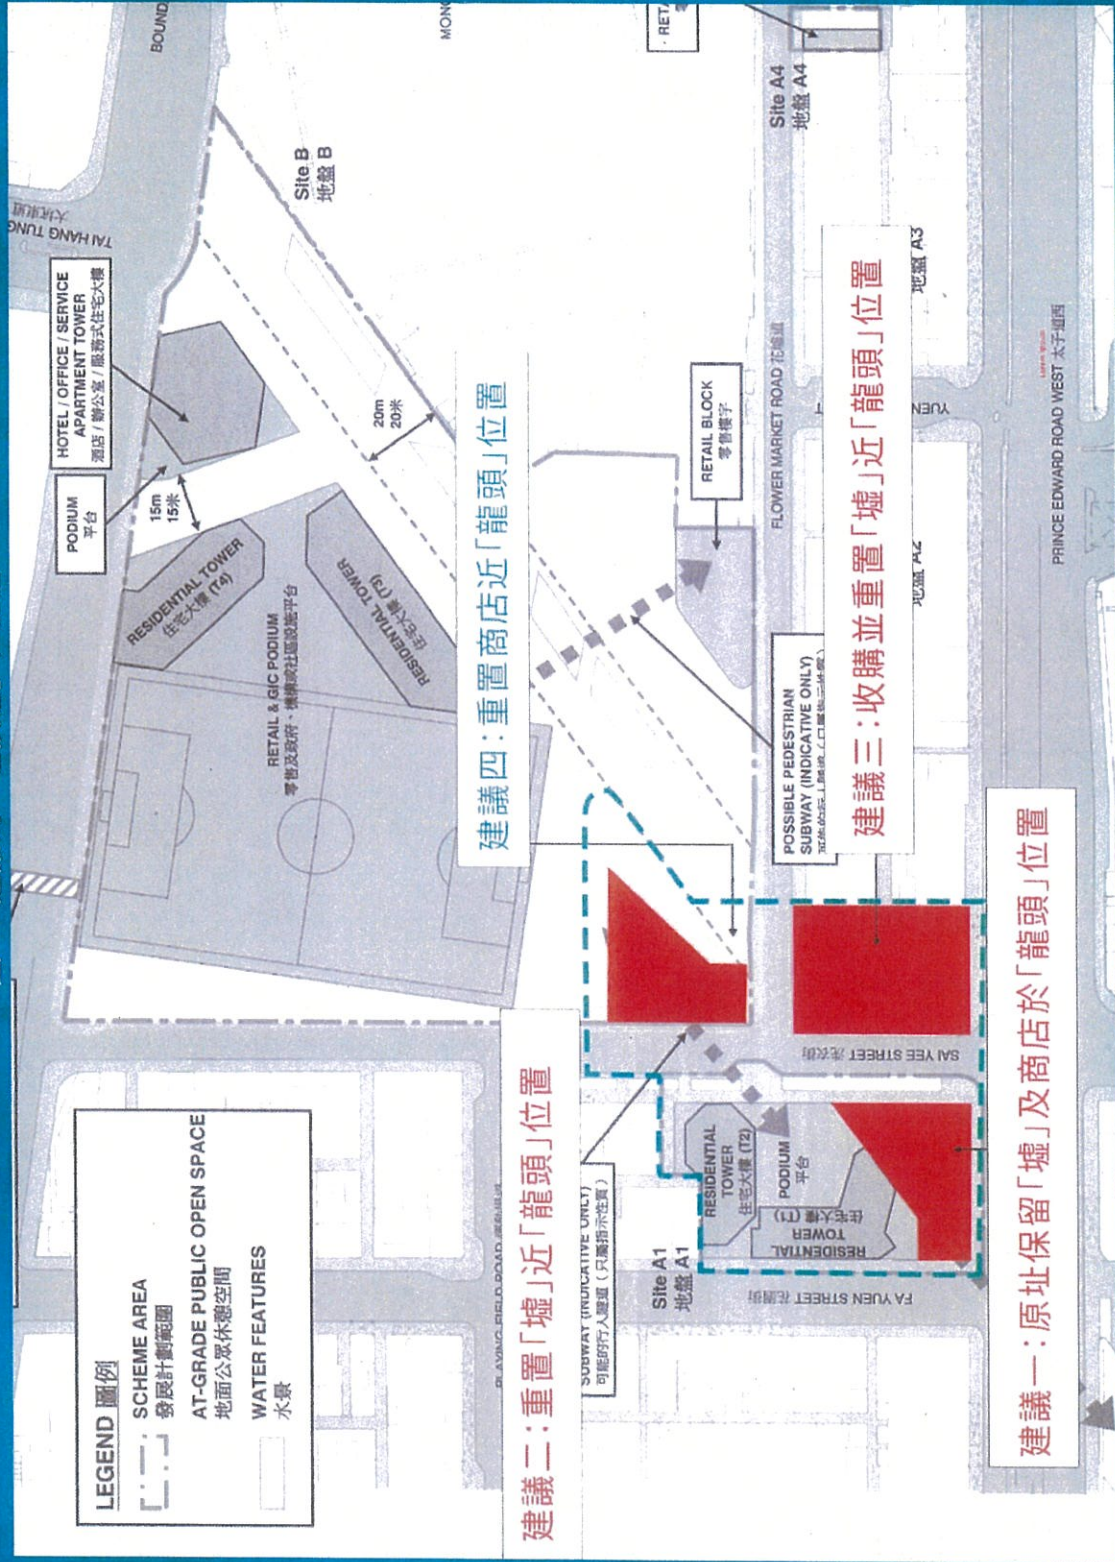 LEGEND 圖例
SCHEME AREA
發展計劃範圍
AT-GRADE PUBLIC OPEN SPACE
地面公眾休憩空間
WATER FEATURES
水景
PODIUM
平台
HOTEL / OFFICE / SERVICE
APARTMENT TOWER
酒店 / 辦公室 / 服務式住宅大樓
TAI HANG TUNG
大坑東道
BOUND
MONG
15m
15米
RESIDENTIAL TOWER
住宅大樓 (T4)
RESIDENTIAL TOWER
住宅大樓 (T3)
RETAIL & GIC PODIUM
零售及政府、機構或社區設施平台
20m
20米
Site B
地盤 B
建議四：重置商店近「龍頭」位置
建議二：重置「墟」近「龍頭」位置
PLAYING FIELD ROAD
SUBWAY (INDICATIVE ONLY)
可能的行人隧道（只屬指示性質）
RETAIL BLOCK
零售樓宇
RETA
FLOWER MARKET ROAD 花墟道
POSSIBLE PEDESTRIAN
SUBWAY (INDICATIVE ONLY)
建議三：收購並重置「墟」近「龍頭」位置
Site A4
地盤 A4
地盤 A3
地盤 A2
YUEN
Site A1
地盤 A1
RESIDENTIAL
TOWER
住宅大樓 (T2)
PODIUM
平台
RESIDENTIAL
TOWER
住宅大樓 (T1)
SAI YEE STREET 洗衣街
FA YUEN STREET 花園街
PRINCE EDWARD ROAD WEST 太子道西
建議一：原址保留「墟」及商店於「龍頭」位置